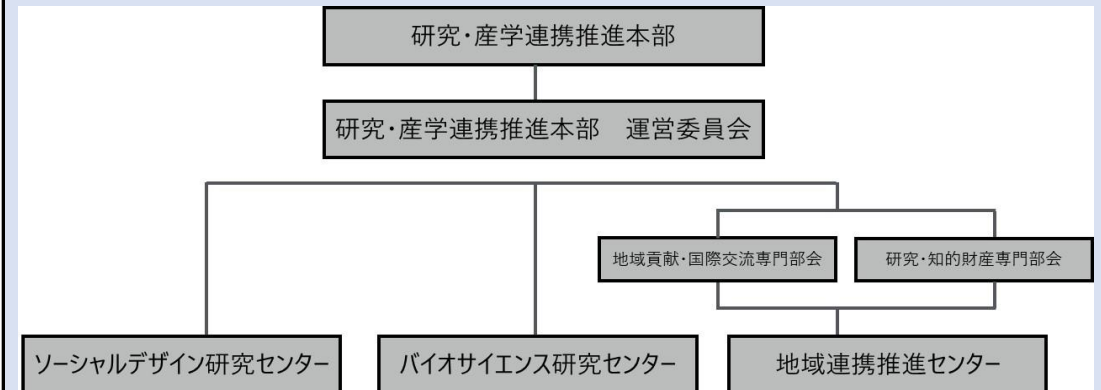 研究・産学連携推進本部
研究・産学連携推進本部　運営委員会
地域貢献・国際交流専門部会
研究・知的財産専門部会
ソーシャルデザイン研究センター
バイオサイエンス研究センター
地域連携推進センター